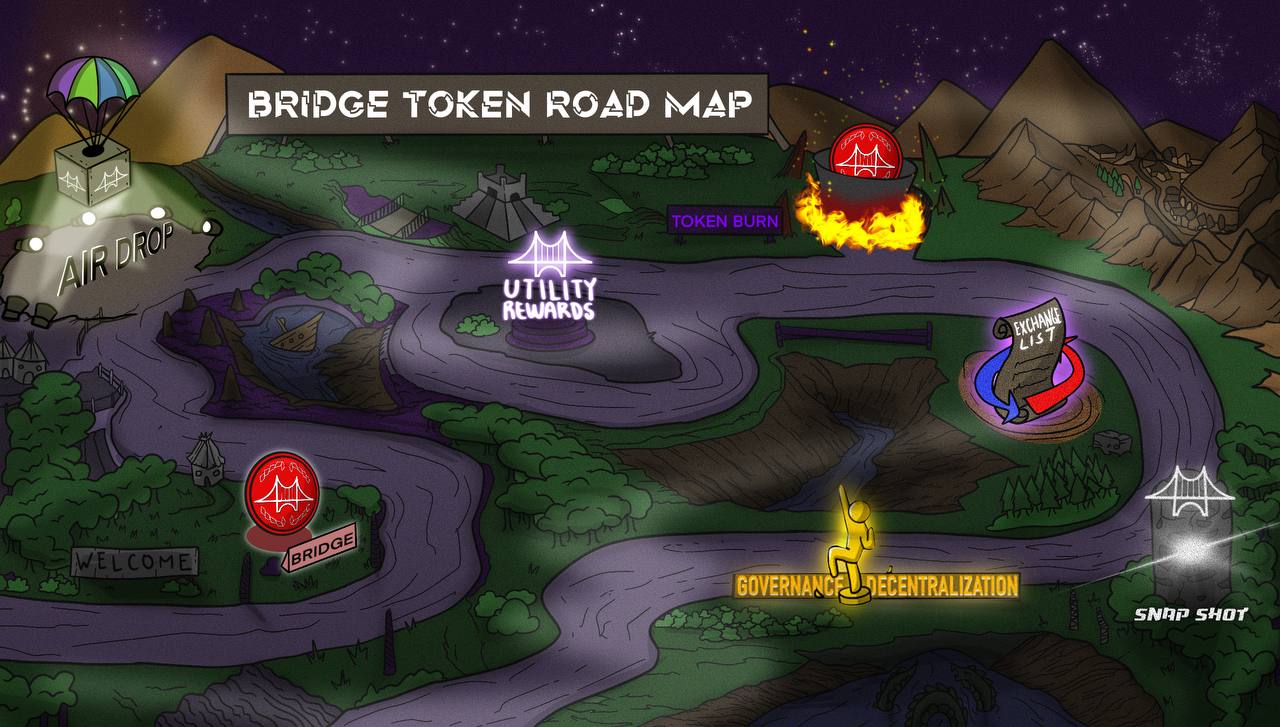 BRIDGE TOKEN ROAD MAP
AIR DROP
TOKEN BURN
UTILITY
REWARDS
EXCHANGE
LIST
WELCOME
BRIDGE
GOVERNANCE DECENTRALIZATION
SNAP SHOT